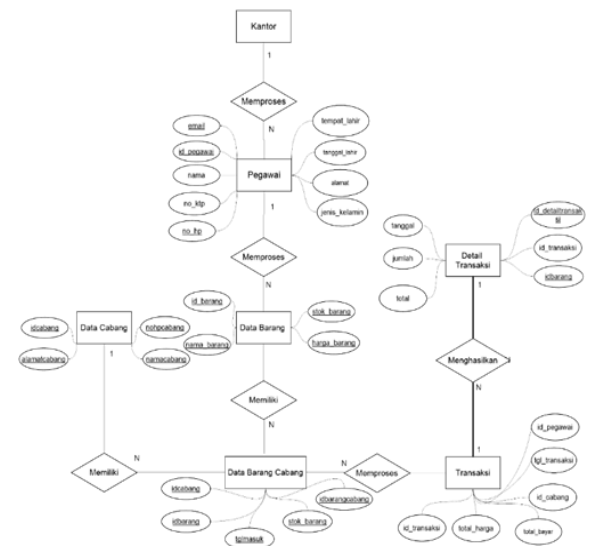 Kantor
1
Memproses
N
email
id_pegawai
nama
no_ktp
no_hp
Pegawai
tempat_lahir
tanggal_lahir
alamat
jenis_kelamin
1
Memproses
N
id_barang
nama_barang
Data Barang
stok_barang
harga_barang
idcabang
alamatcabang
Data Cabang
nohpcabang
namacabang
1
Memiliki
N
Memiliki
N
Data Barang Cabang
idcabang
idbarang
tglmasuk
stok_barang
idbarangcabang
N
Memproses
tanggal
jumlah
total
Detail
Transaksi
id_detailtransak
id_transaksi
idbarang
1
Menghasilkan
N
1
Transaksi
id_pegawai
tgl_transaksi
id_cabang
id_transaksi
total_harga
total_bayar